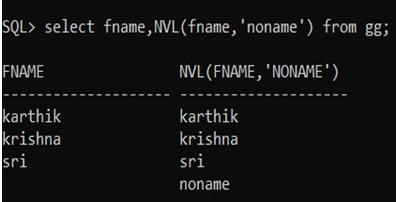 SQL> select fname,NVL(fname,'noname') from gg;
FNAME                NVL(FNAME,'NONAME')
-------------------- --------------------
karthik              karthik
krishna              krishna
sri                  sri
                     noname